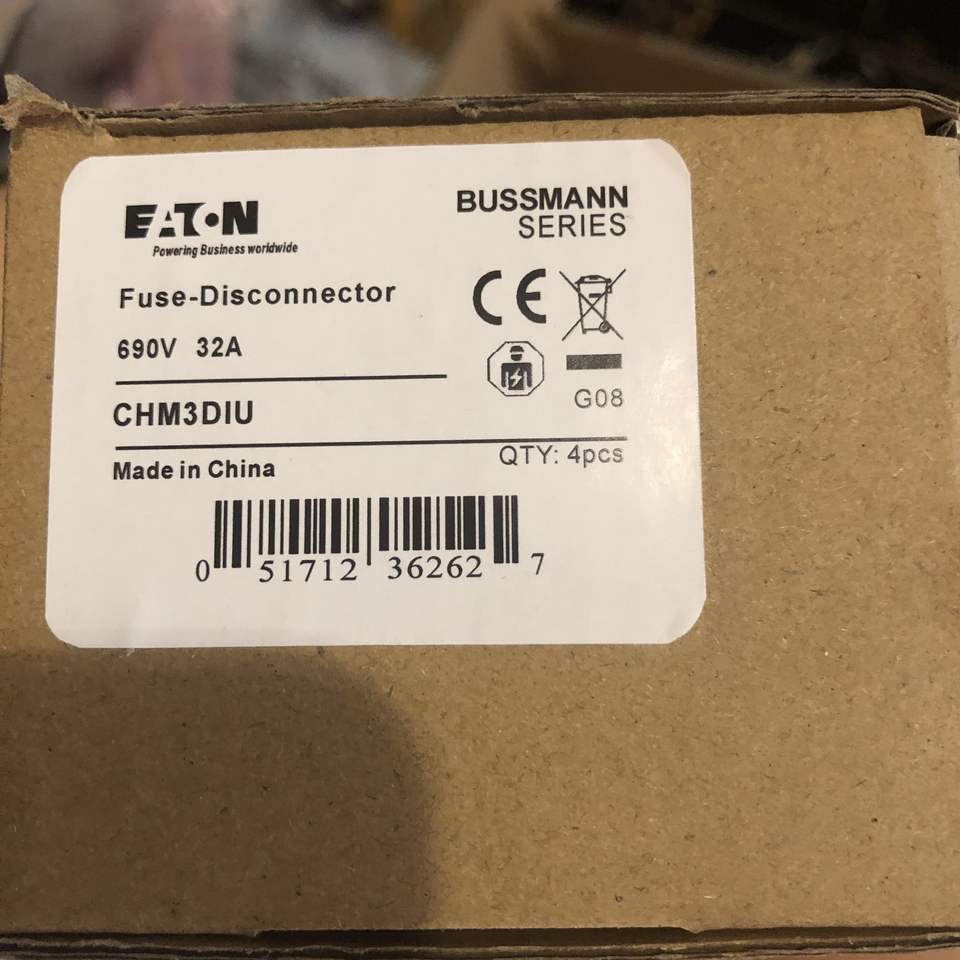 EATON
Powering Business worldwide
BUSSMANN
SERIES
Fuse-Disconnector
690V 32A
CE
G08
CHM3DIU
Made in China
QTY: 4pcs
0 51712 36262 7